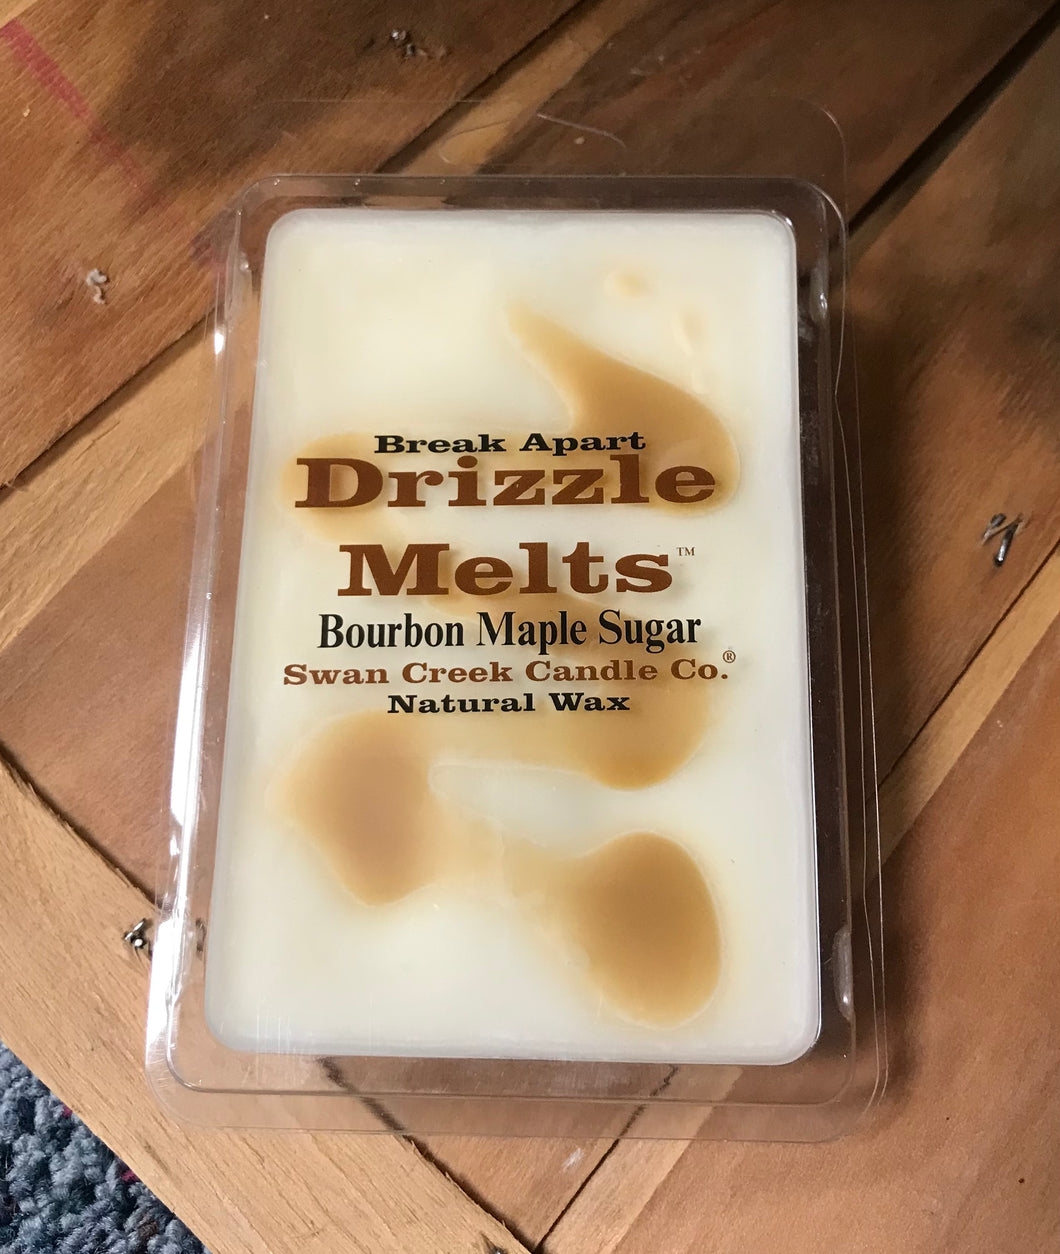 Break Apart
Drizzle
Melts™
Bourbon Maple Sugar
Swan Creek Candle Co.®
Natural Wax